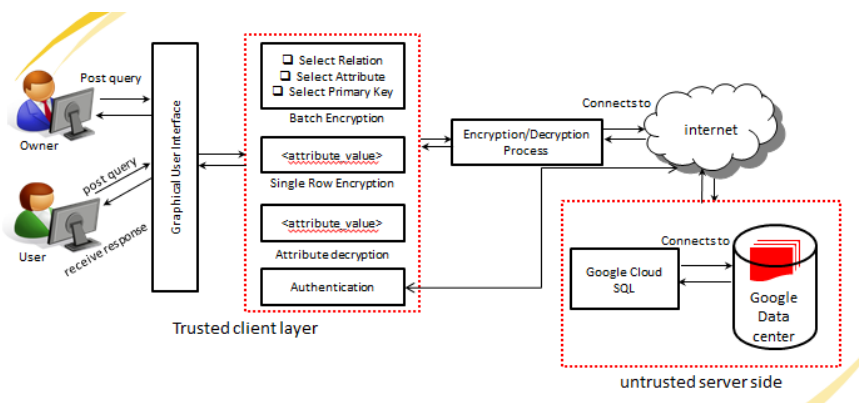 Post query
Owner
post query
receive response
User
Graphical User Interface
❑ Select Relation
❑ Select Attribute
❑ Select Primary Key
Batch Encryption
<attribute_value>
Single Row Encryption
<attribute_value>
Attribute decryption
Authentication
Trusted client layer
Encryption/Decryption
Process
Connects to
internet
Google Cloud
SQL
Connects to
Google
Data
center
untrusted server side